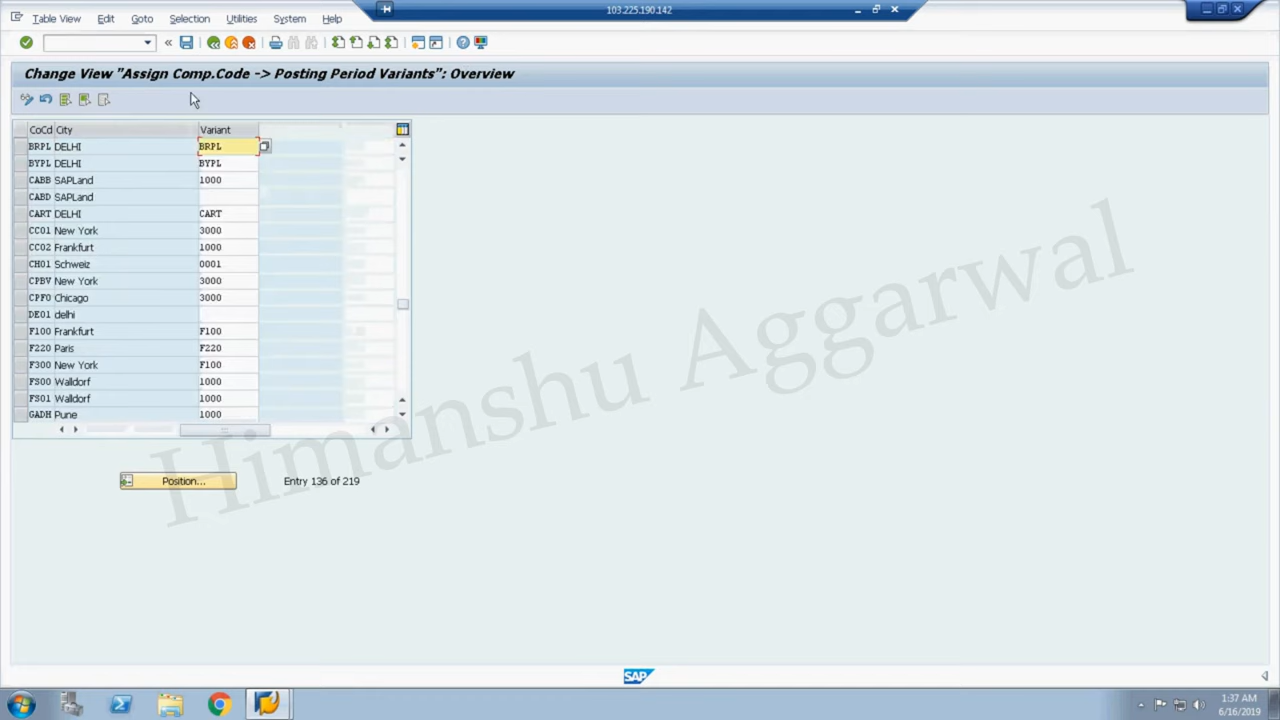 103.225.190.142
Table View Edit Goto Selection Utilities System Help
Change View "Assign Comp.Code -> Posting Period Variants": Overview
CoCd City Variant
BRPL DELHI BRPL
BYPL DELHI BYPL
CABB SAPLand 1000
CABD SAPLand
CART DELHI CART
CC01 New York 3000
CC02 Frankfurt 1000
CH01 Schweiz 0001
CPBV New York 3000
CPF0 Chicago 3000
DE01 delhi
F100 Frankfurt F100
F220 Paris F220
F300 New York F100
FS00 Walldorf 1000
FS01 Walldorf 1000
GADH Pune 1000
Position... Entry 136 of 219
Himanshu Aggarwal
SAP
1:37 AM
6/16/2019